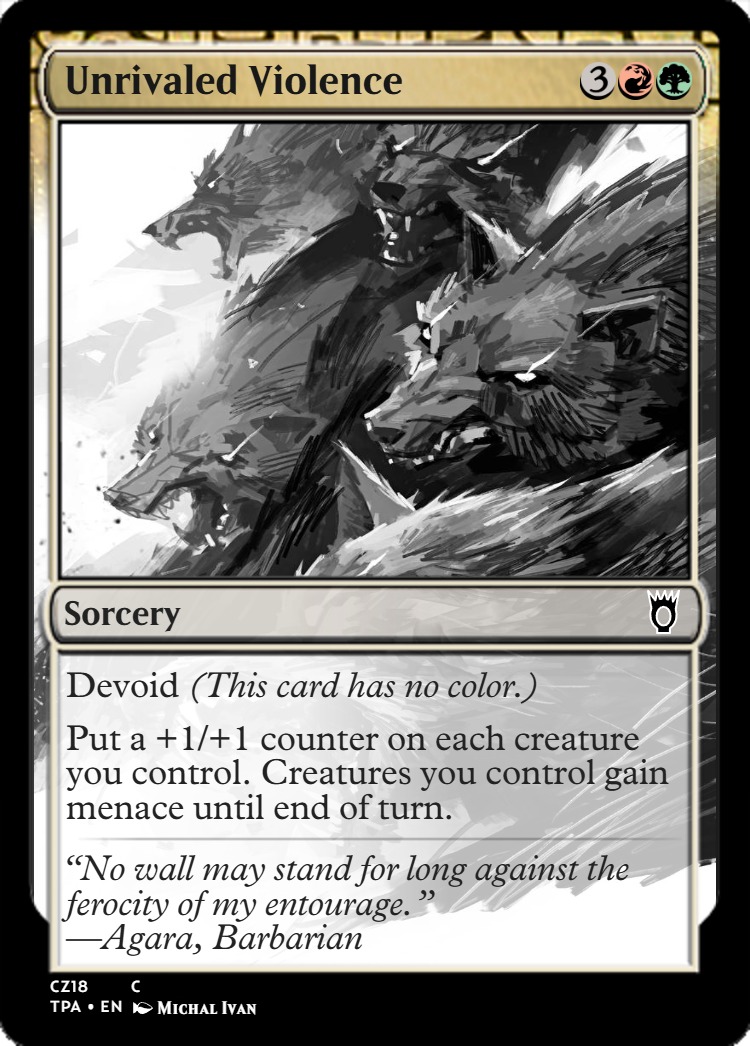 Unrivaled Violence 3
Sorcery
Devoid (This card has no color.)
Put a +1/+1 counter on each creature
you control. Creatures you control gain
menace until end of turn.
“No wall may stand for long against the
ferocity of my entourage.”
—Agara, Barbarian
CZ18 C
TPA • EN Michal Ivan